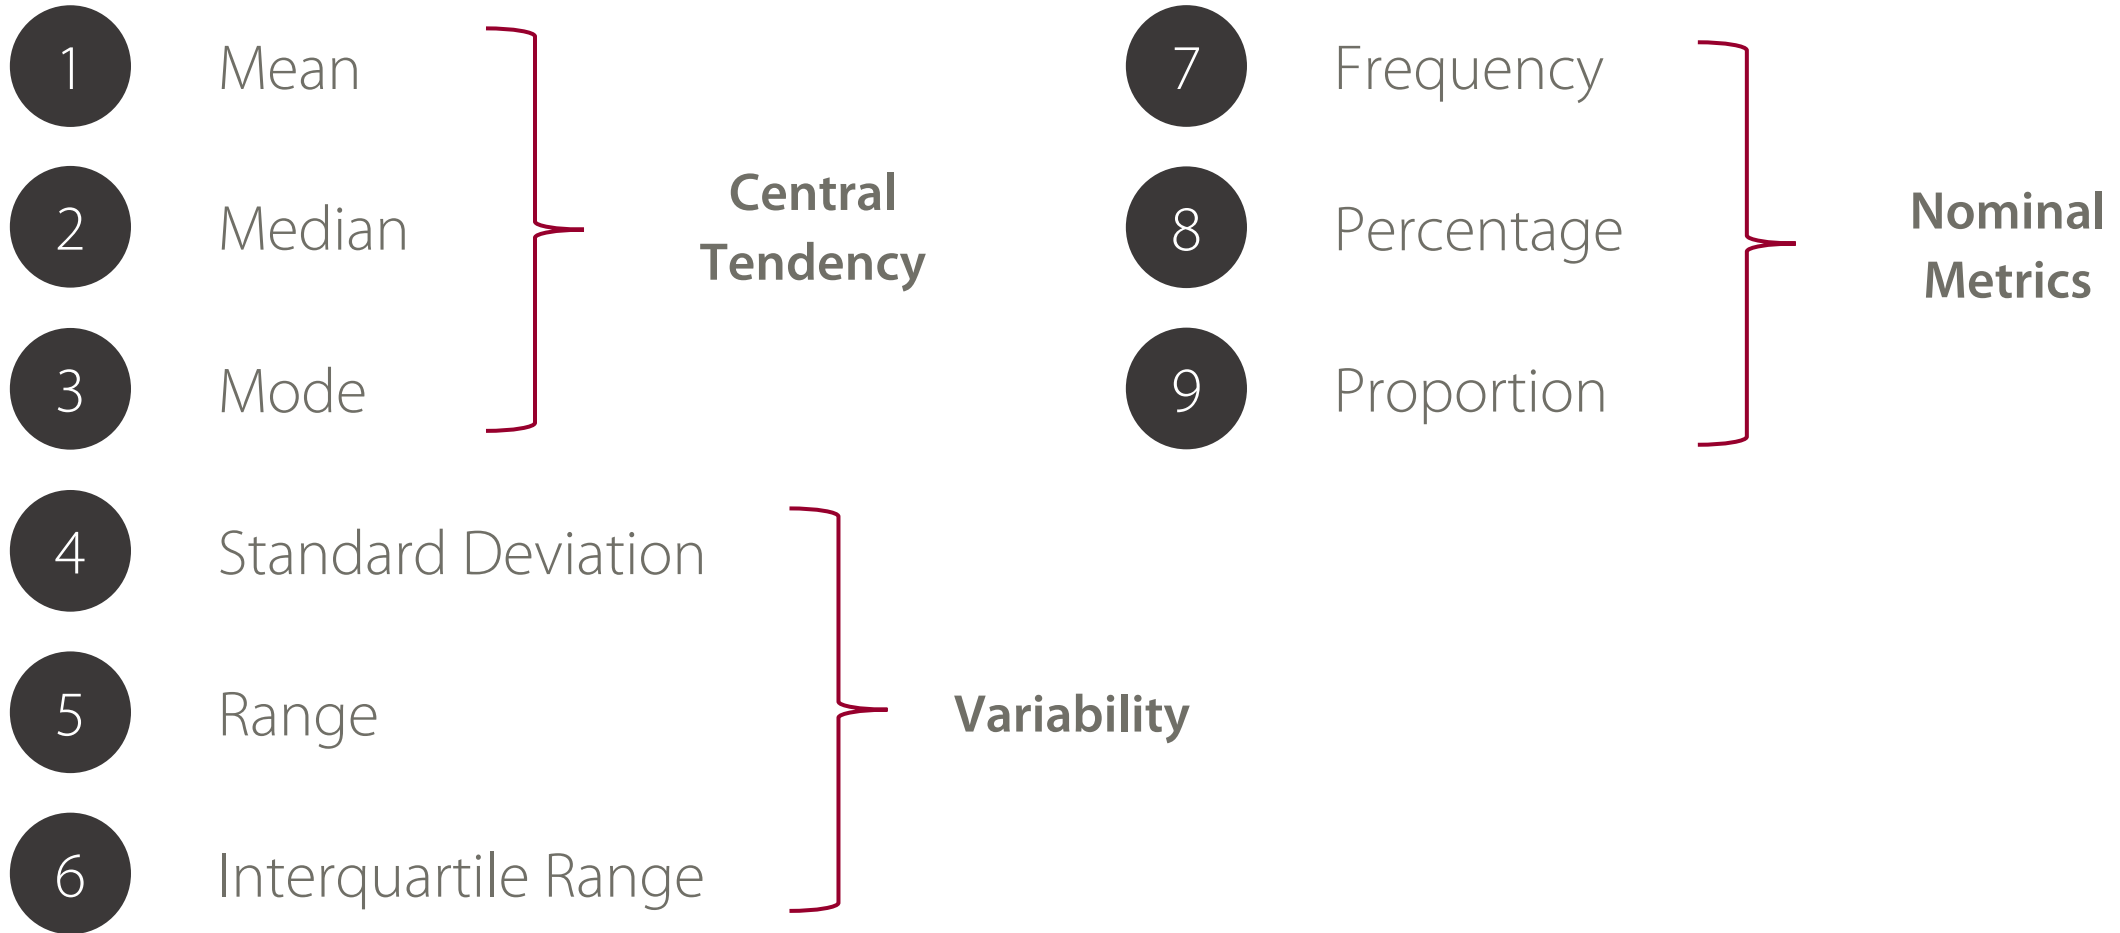 1 Mean
2 Median
3 Mode
Central
Tendency
4 Standard Deviation
5 Range
6 Interquartile Range
Variability
7 Frequency
8 Percentage
9 Proportion
Nominal
Metrics